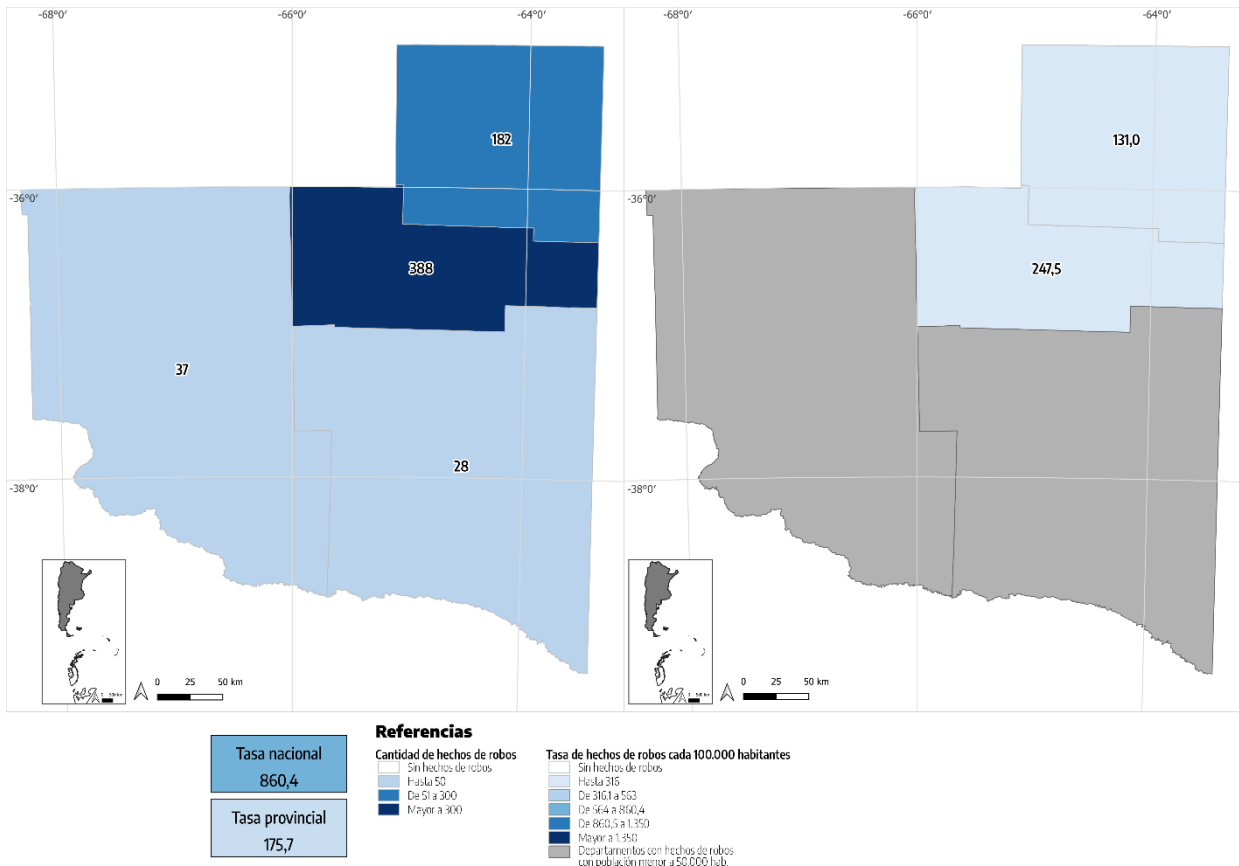 -68°0' -66°0' -64°0' -66°0' -64°0'
-68°0'
182
131,0
-36°0' -36°0'
388
247,5
37
28
-38°0' -38°0'
0 25 50 km
0 25 50 km
Referencias
Tasa nacional
860,4
Tasa provincial
175,7
Cantidad de hechos de robos
Sin hechos de robos
Hasta 50
De 51 a 300
Mayor a 300
Tasa de hechos de robos cada 100.000 habitantes
Sin hechos de robos
Hasta 316
De 316,1 a 563
De 564 a 860,4
De 860,5 a 1.350
Mayor a 1.350
Departamentos con hechos de robos
con población menor a 50.000 hab.